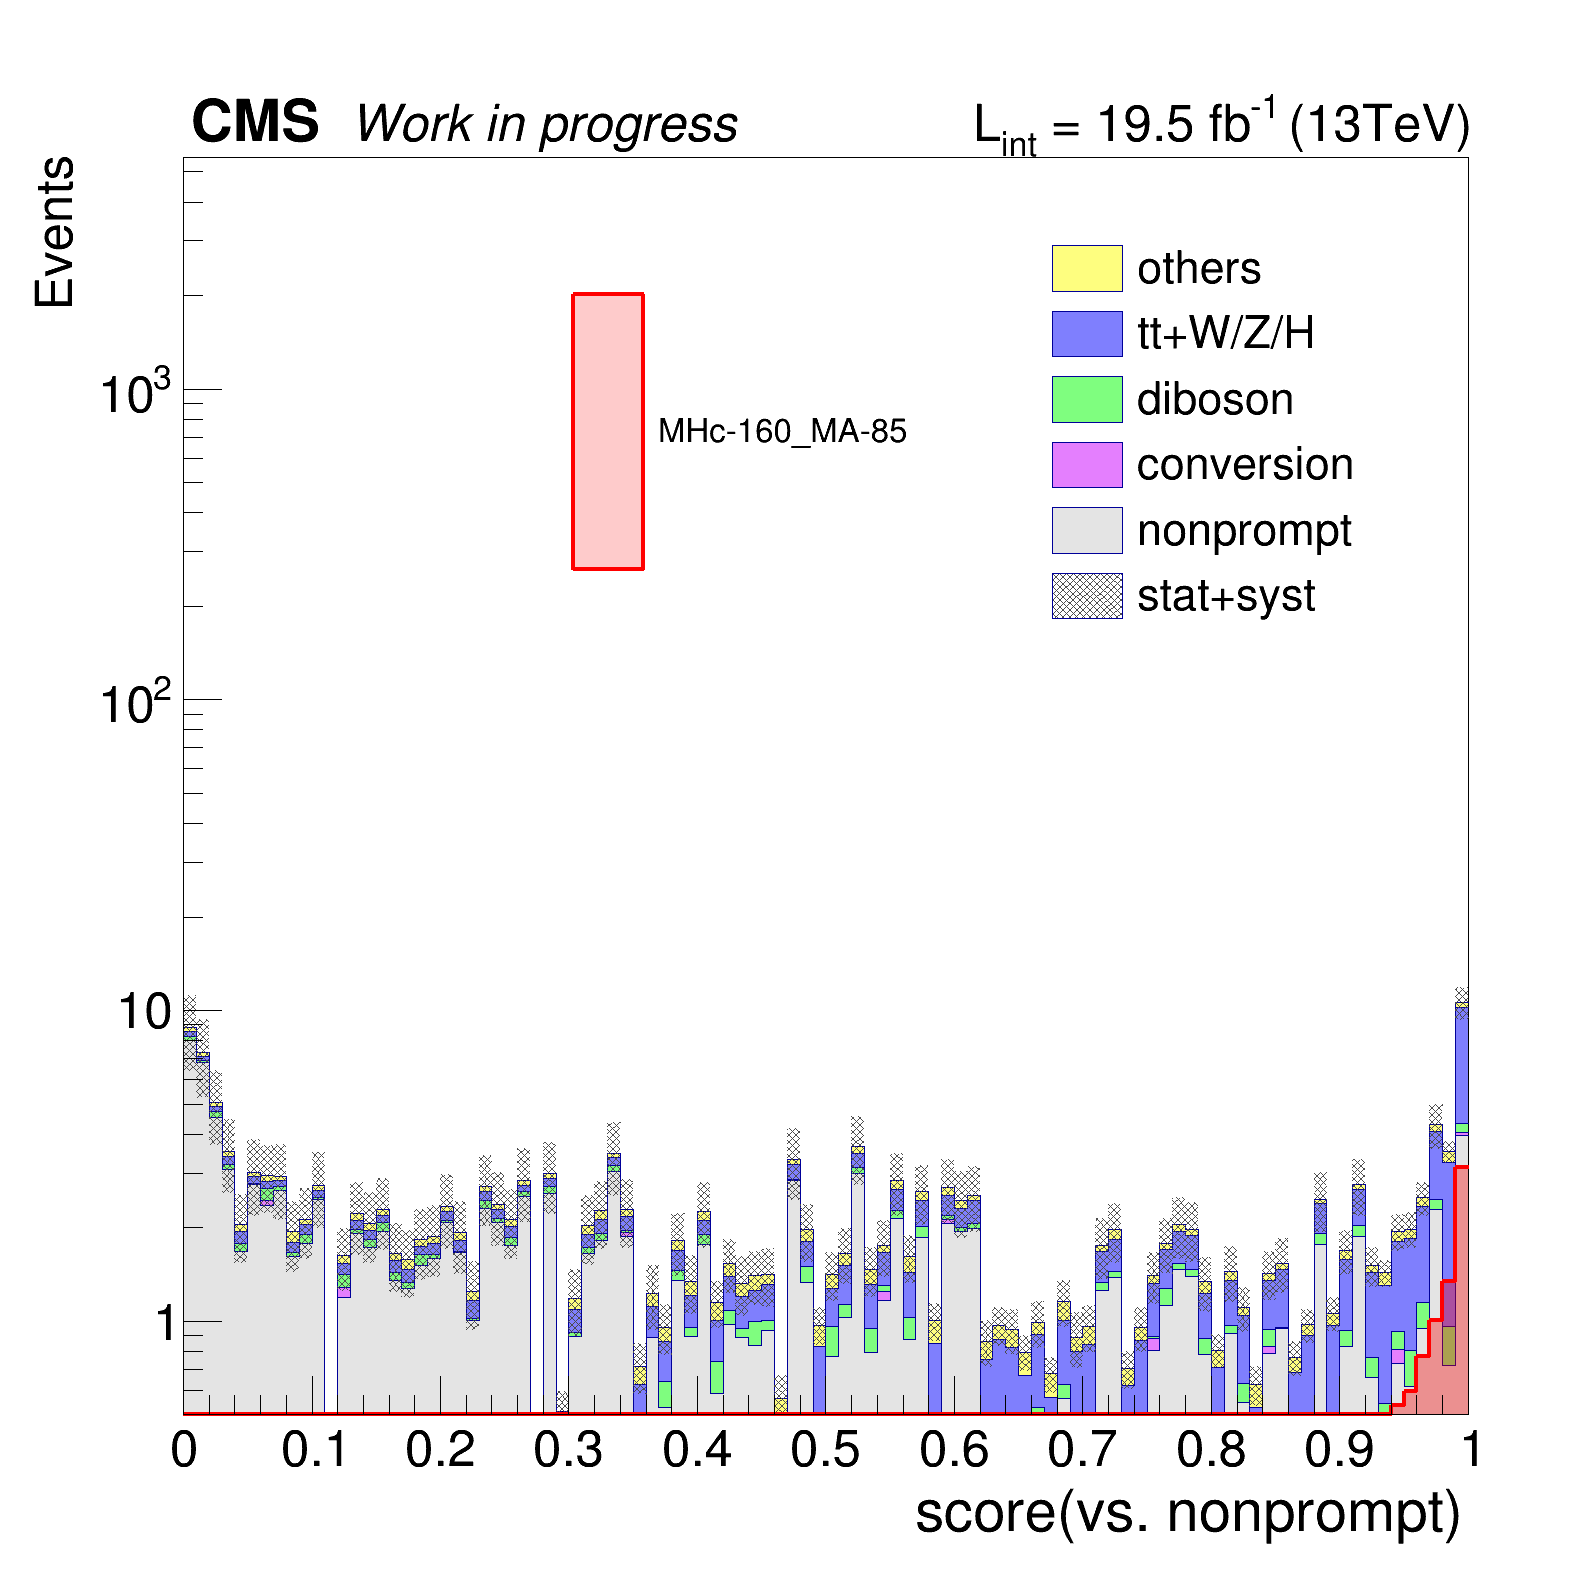 CMS Work in progress
L_int = 19.5 fb^-1 (13TeV)
Events
others
tt+W/Z/H
diboson
conversion
nonprompt
stat+syst
MHc-160_MA-85
10^3
10^2
10
1
0 0.1 0.2 0.3 0.4 0.5 0.6 0.7 0.8 0.9 1
score(vs. nonprompt)